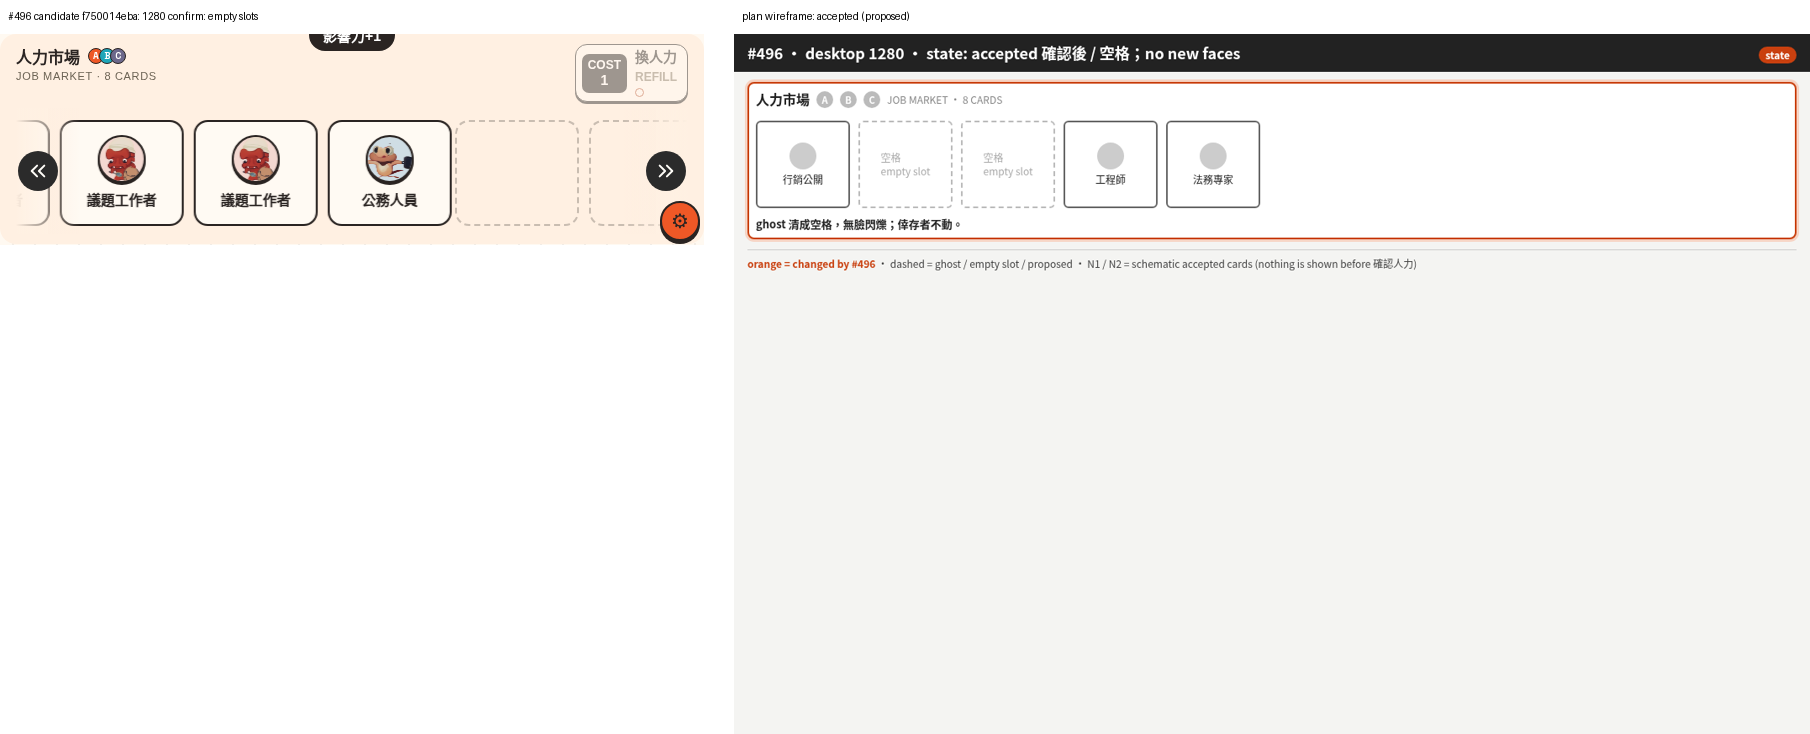 #496 candidate f750014eba: 1280 confirm: empty slots
影響力+1
人力市場 A B C
JOB MARKET · 8 CARDS
COST
1
換人力
REFILL
議題工作者
議題工作者
公務人員
plan wireframe: accepted (proposed)
#496 · desktop 1280 · state: accepted 確認後 / 空格；no new faces
state
人力市場 A B C JOB MARKET · 8 CARDS
行銷公關
空格
empty slot
空格
empty slot
工程師
法務專家
ghost 清成空格，無臉閃爍；倖存者不動。
orange = changed by #496 · dashed = ghost / empty slot / proposed · N1 / N2 = schematic accepted cards (nothing is shown before 確認人力)